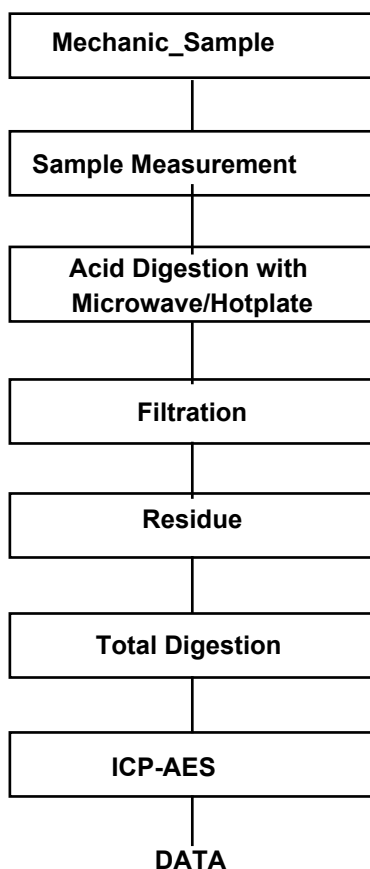 Mechanic_Sample
Sample Measurement
Acid Digestion with
Microwave/Hotplate
Filtration
Residue
Total Digestion
ICP-AES
DATA